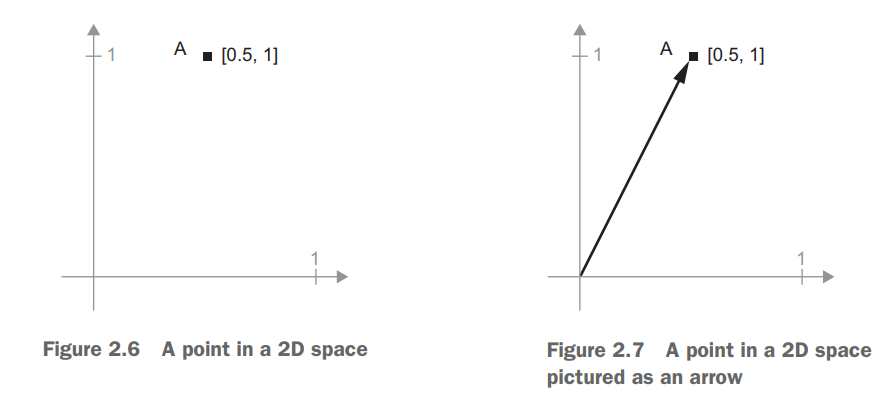 1
A
[0.5, 1]
1
Figure 2.6 A point in a 2D space
1
A
[0.5, 1]
1
Figure 2.7 A point in a 2D space
pictured as an arrow